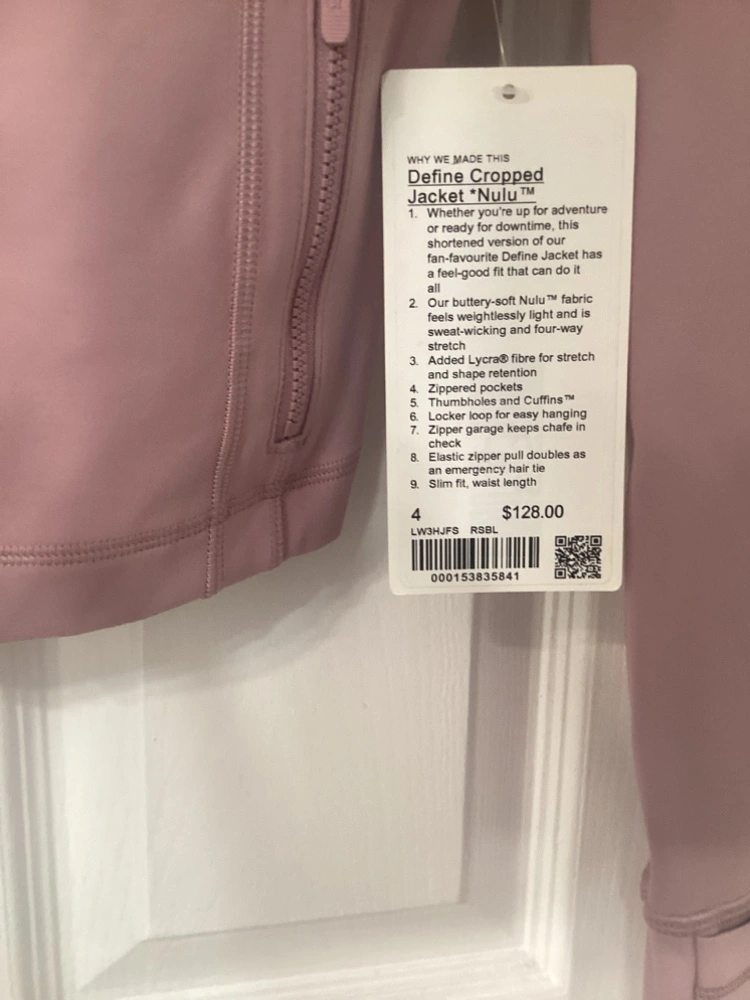 WHY WE MADE THIS
Define Cropped
Jacket *Nulu™
1. Whether you're up for adventure
or ready for downtime, this
shortened version of our
fan-favourite Define Jacket has
a feel-good fit that can do it
all
2. Our buttery-soft Nulu™ fabric
feels weightlessly light and is
sweat-wicking and four-way
stretch
3. Added Lycra® fibre for stretch
and shape retention
4. Zippered pockets
5. Thumbholes and Cuffins™
6. Locker loop for easy hanging
7. Zipper garage keeps chafe in
check
8. Elastic zipper pull doubles as
an emergency hair tie
9. Slim fit, waist length
4 $128.00
LW3HJFS RSBL
000153835841